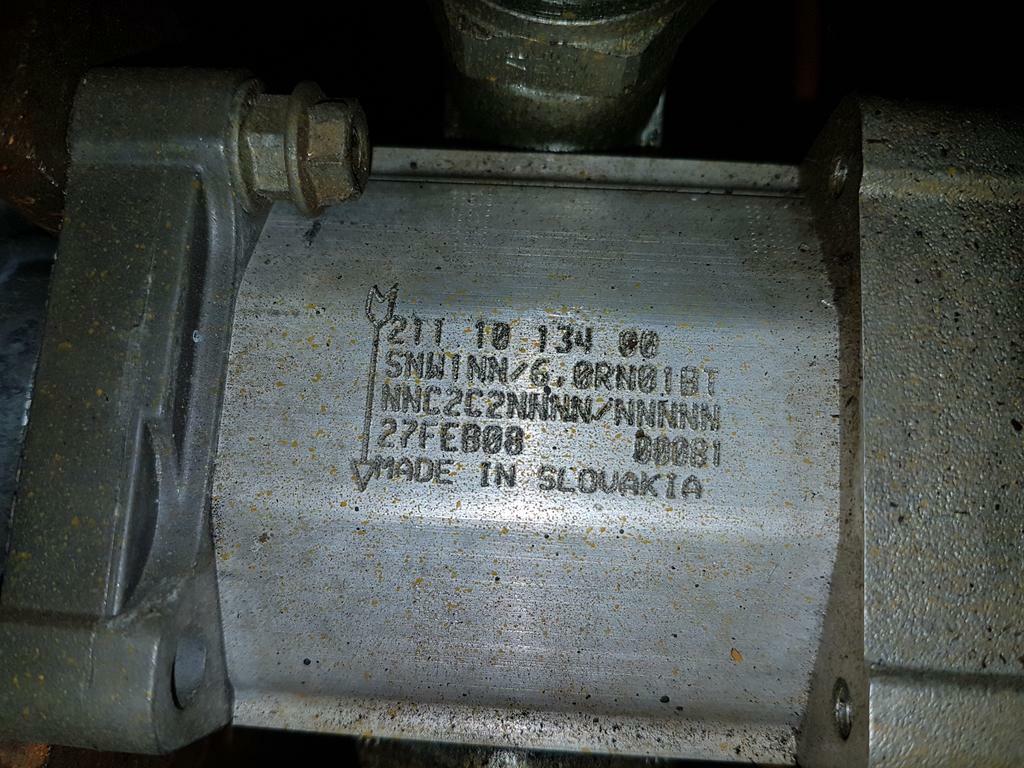 211 10 134 00
SNW1NN/6.0RN01BT
NNC2C2NNNN/NNNNN
27FEB08 00081
MADE IN SLOVAKIA